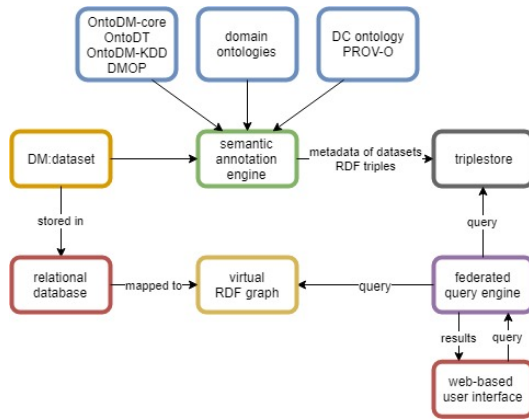 OntoDM-core
OntoDT
OntoDM-KDD
DMOP
domain
ontologies
DC ontology
PROV-O
DM:dataset
semantic
annotation
engine
metadata of datasets
RDF triples
triplestore
stored in
query
relational
database
mapped to
virtual
RDF graph
query
federated
query engine
results
query
web-based
user interface